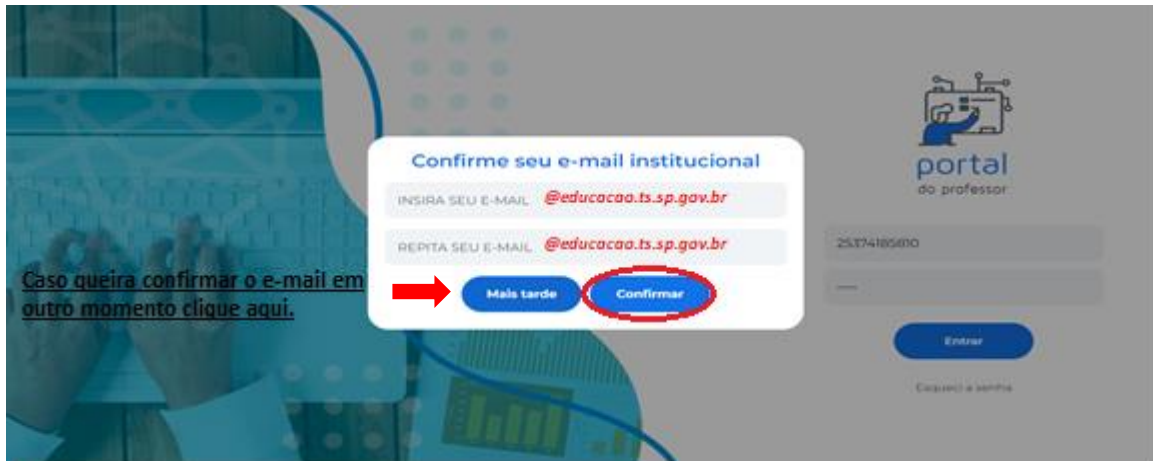 Confirme seu e-mail institucional
INSIRA SEU E-MAIL @educacao.ts.sp.gov.br
REPITA SEU E-MAIL @educacao.ts.sp.gov.br
Mais tarde Confirmar
Caso queira confirmar o e-mail em
outro momento clique aqui.
portal
do professor
25374185810
Entrar
Esqueci a senha